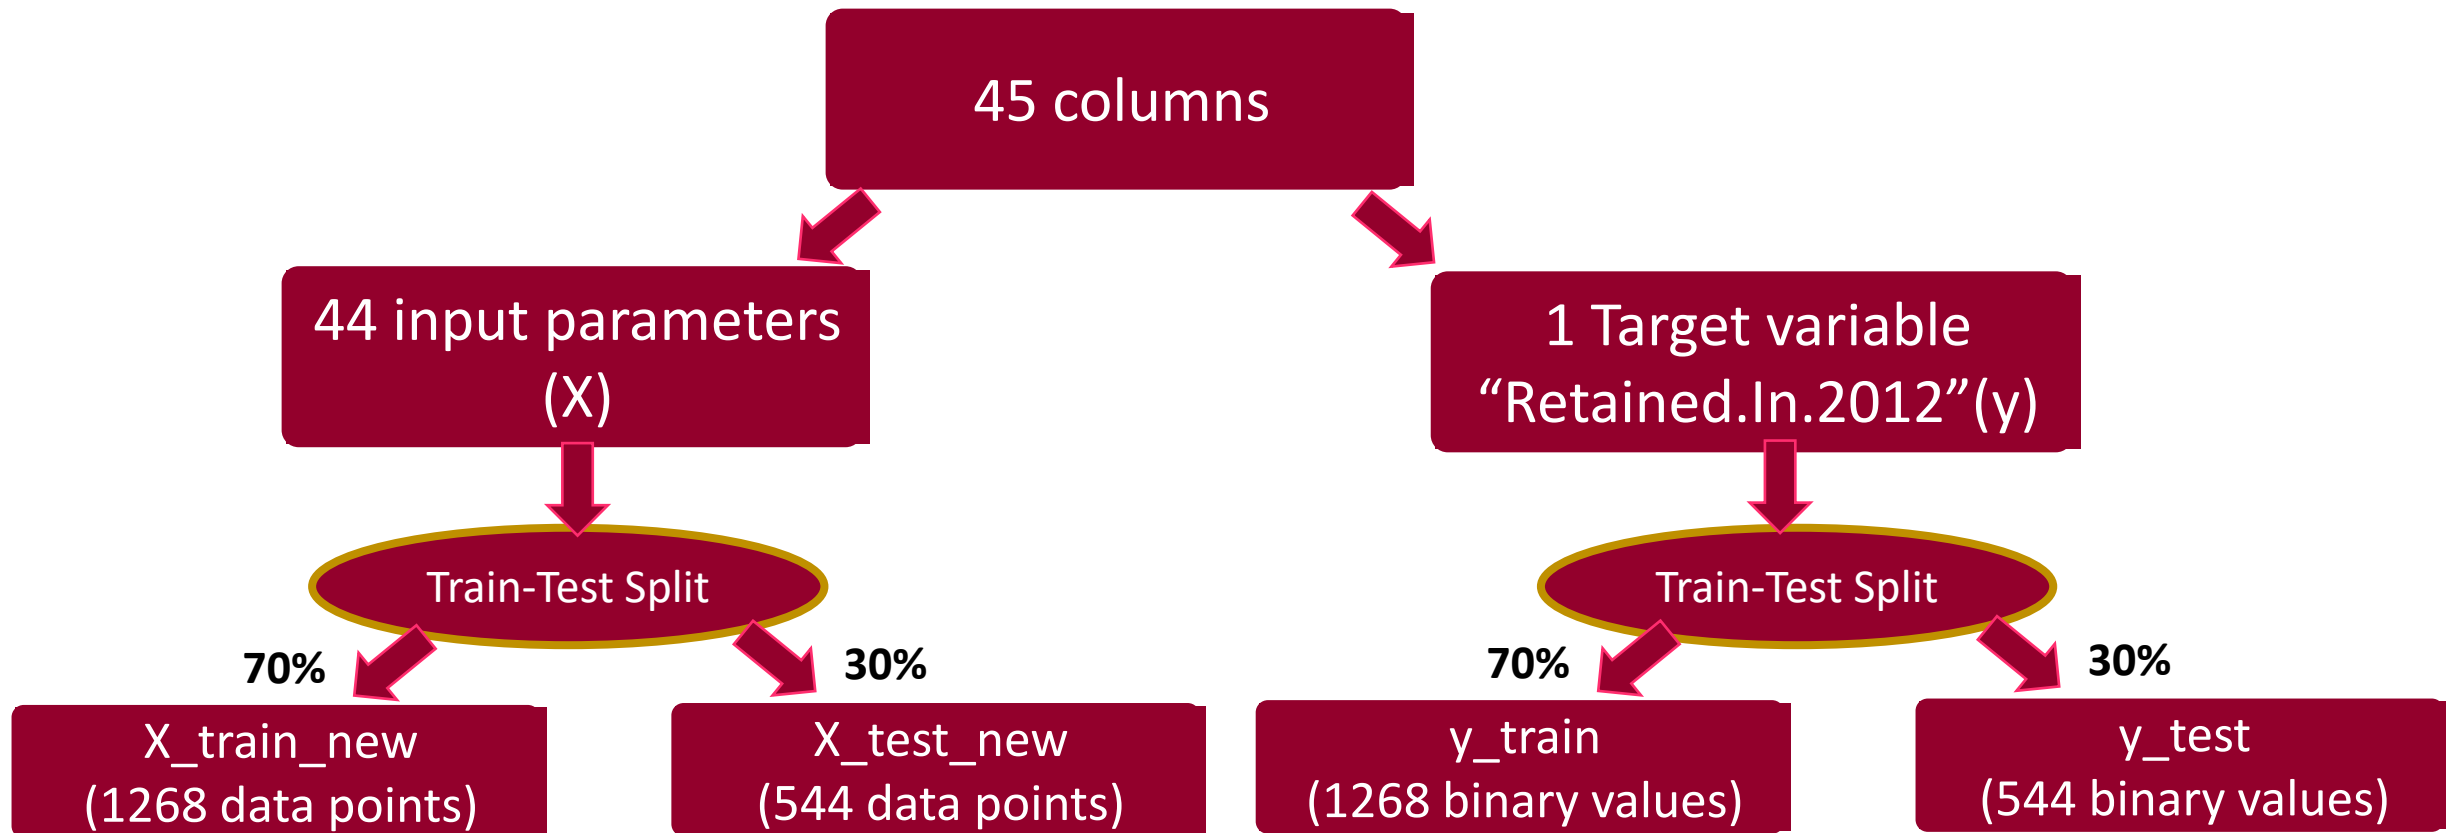 45 columns
44 input parameters
(X)
1 Target variable
“Retained.In.2012”(y)
Train-Test Split
Train-Test Split
70%
30%
70%
30%
X_train_new
(1268 data points)
X_test_new
(544 data points)
y_train
(1268 binary values)
y_test
(544 binary values)